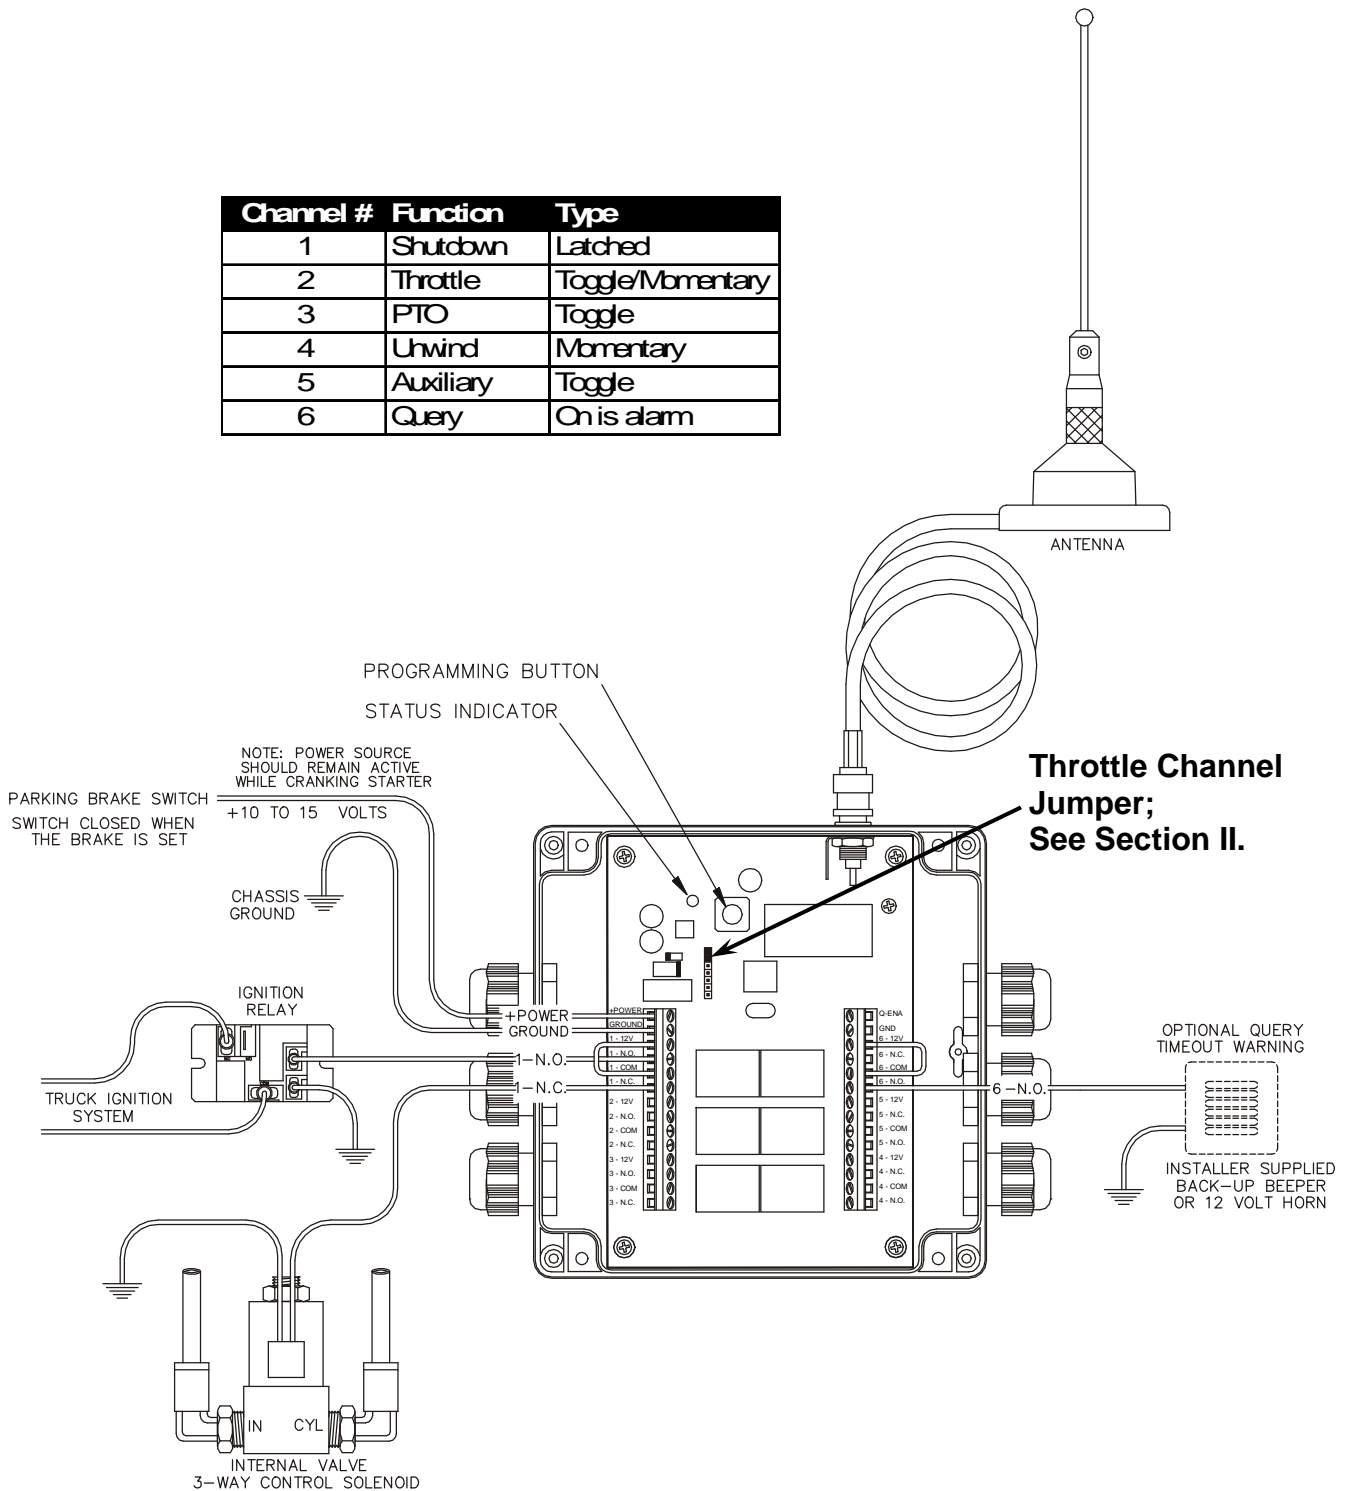 Channel # Function Type
1 Shutdown Latched
2 Throttle Toggle/Momentary
3 PTO Toggle
4 Unwind Momentary
5 Auxiliary Toggle
6 Query On is alarm
ANTENNA
PROGRAMMING BUTTON
STATUS INDICATOR
NOTE: POWER SOURCE
SHOULD REMAIN ACTIVE
WHILE CRANKING STARTER
PARKING BRAKE SWITCH
+10 TO 15 VOLTS
SWITCH CLOSED WHEN
THE BRAKE IS SET
Throttle Channel
Jumper;
See Section II.
CHASSIS
GROUND
IGNITION
RELAY
TRUCK IGNITION
SYSTEM
+POWER
GROUND
1-N.O.
1-N.C.
+POWER
GROUND
1 - 12V
1 - N.O.
1 - COM
1 - N.C.
2 - 12V
2 - N.O.
2 - COM
2 - N.C.
3 - 12V
3 - N.O.
3 - COM
3 - N.C.
Q-ENA
GND
6 - 12V
6 - N.C.
6 - COM
6 - N.O.
5 - 12V
5 - N.C.
5 - COM
5 - N.O.
4 - 12V
4 - N.C.
4 - COM
4 - N.O.
6 -N.O.
OPTIONAL QUERY
TIMEOUT WARNING
INSTALLER SUPPLIED
BACK-UP BEEPER
OR 12 VOLT HORN
IN CYL
INTERNAL VALVE
3-WAY CONTROL SOLENOID